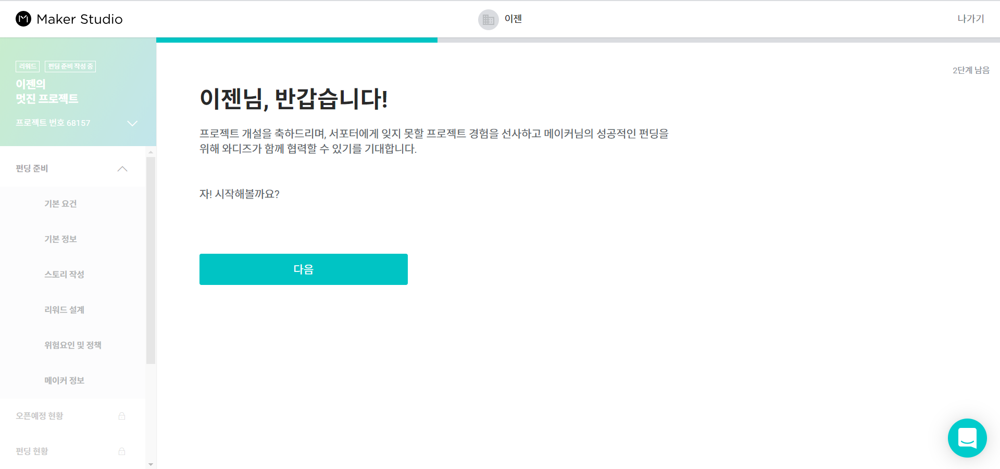 Maker Studio
이젠
나가기
리워드
펀딩 준비 작성 중
이젠의
멋진 프로젝트
프로젝트 번호 68157
펀딩 준비
기본 요건
기본 정보
스토리 작성
리워드 설계
위험요인 및 정책
메이커 정보
오픈예정 현황
펀딩 현황
2단계 남음
이젠님, 반갑습니다!
프로젝트 개설을 축하드리며, 서포터에게 잊지 못할 프로젝트 경험을 선사하고 메이커님의 성공적인 펀딩을
위해 와디즈가 함께 협력할 수 있기를 기대합니다.
자! 시작해볼까요?
다음